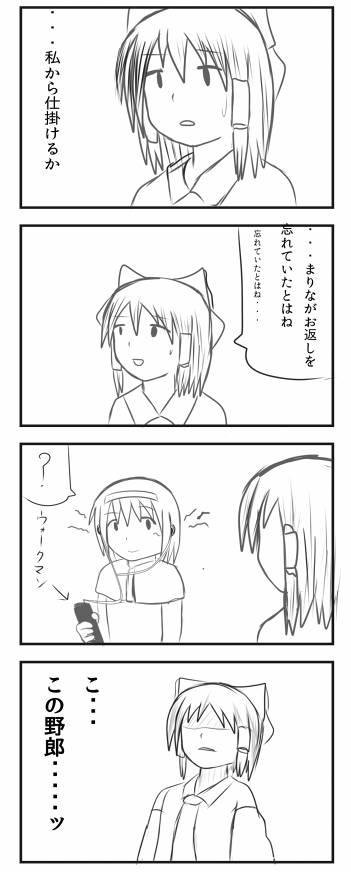 ・・・私から仕掛けるか
・・・まりながお返しを
忘れていたとはね
忘れていたとはね・・・
?
ウォークマン
こ・・・
この野郎・・・・・ッ